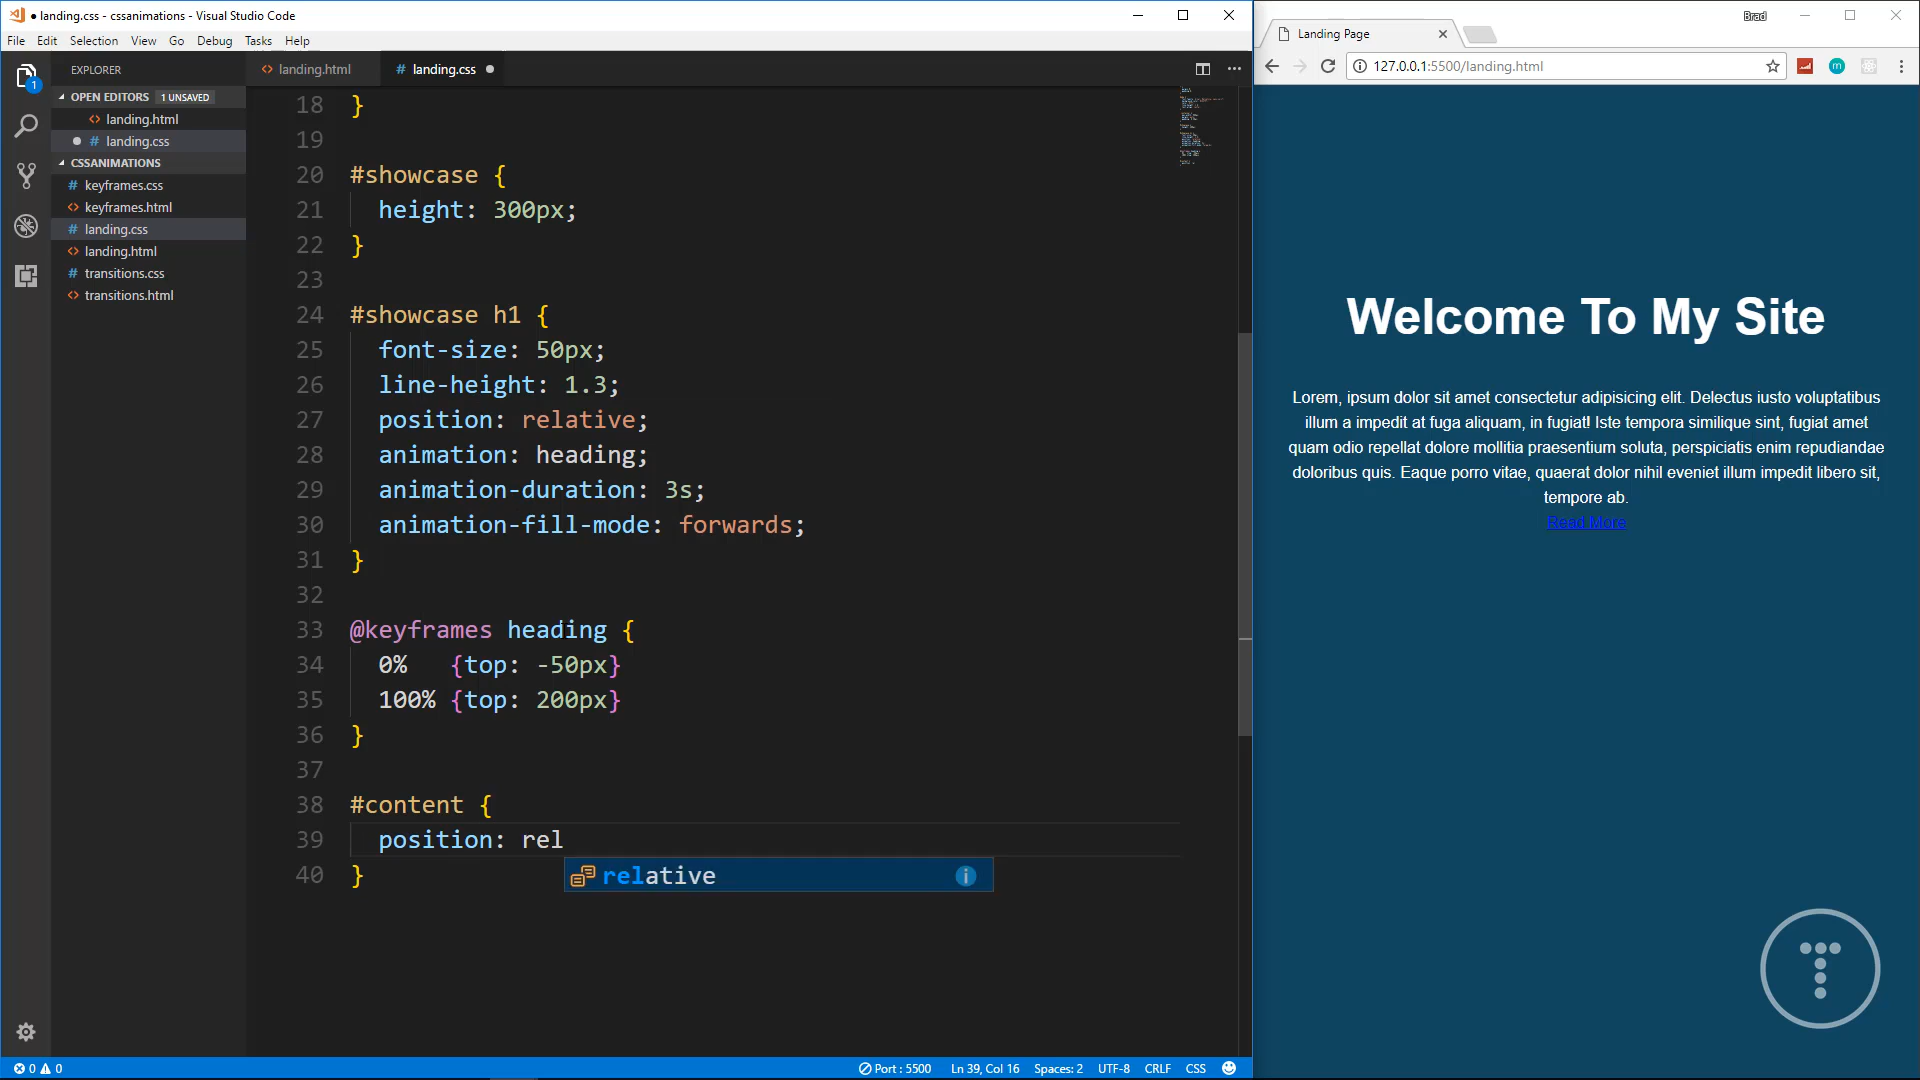 ● landing.css - cssanimations - Visual Studio Code
File Edit Selection View Go Debug Tasks Help
EXPLORER
OPEN EDITORS 1 UNSAVED
<> landing.html
● # landing.css
CSSANIMATIONS
# keyframes.css
<> keyframes.html
# landing.css
<> landing.html
# transitions.css
<> transitions.html
1
<> landing.html # landing.css ●
18 }
19
20 #showcase {
21 height: 300px;
22 }
23
24 #showcase h1 {
25 font-size: 50px;
26 line-height: 1.3;
27 position: relative;
28 animation: heading;
29 animation-duration: 3s;
30 animation-fill-mode: forwards;
31 }
32
33 @keyframes heading {
34 0% {top: -50px}
35 100% {top: 200px}
36 }
37
38 #content {
39 position: rel
relative
40 }
0 0 Port : 5500 Ln 39, Col 16 Spaces: 2 UTF-8 CRLF CSS
Brad
Landing Page
127.0.0.1:5500/landing.html
m
Welcome To My Site
Lorem, ipsum dolor sit amet consectetur adipisicing elit. Delectus iusto voluptatibus
illum a impedit at fuga aliquam, in fugiat! Iste tempora similique sint, fugiat amet
quam odio repellat dolore mollitia praesentium soluta, perspiciatis enim repudiandae
doloribus quis. Eaque porro vitae, quaerat dolor nihil eveniet illum impedit libero sit,
tempore ab.
Read More
T